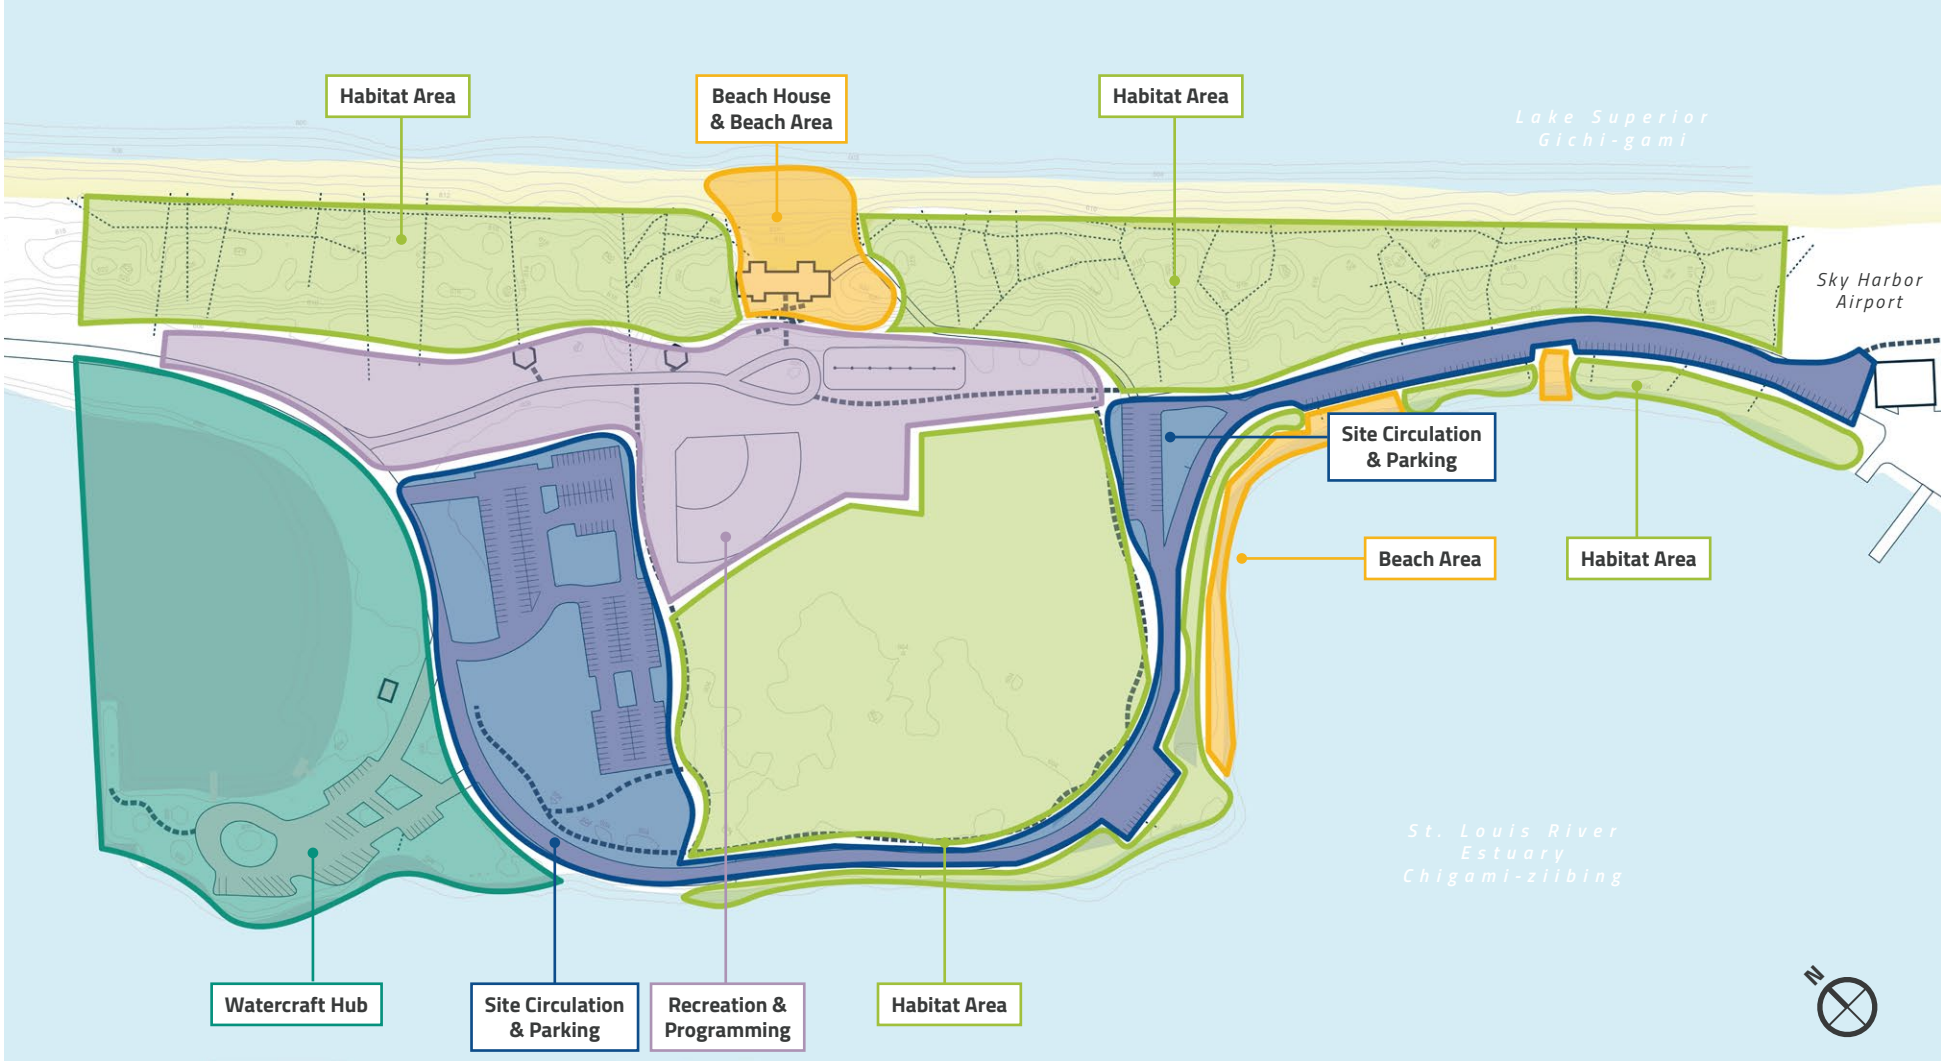 Habitat Area
Beach House
& Beach Area
Habitat Area
Lake Superior
Gichi-gami
Sky Harbor
Airport
Site Circulation
& Parking
Beach Area
Habitat Area
St. Louis River
Estuary
Chigami-ziibing
Watercraft Hub
Site Circulation
& Parking
Recreation &
Programming
Habitat Area
N